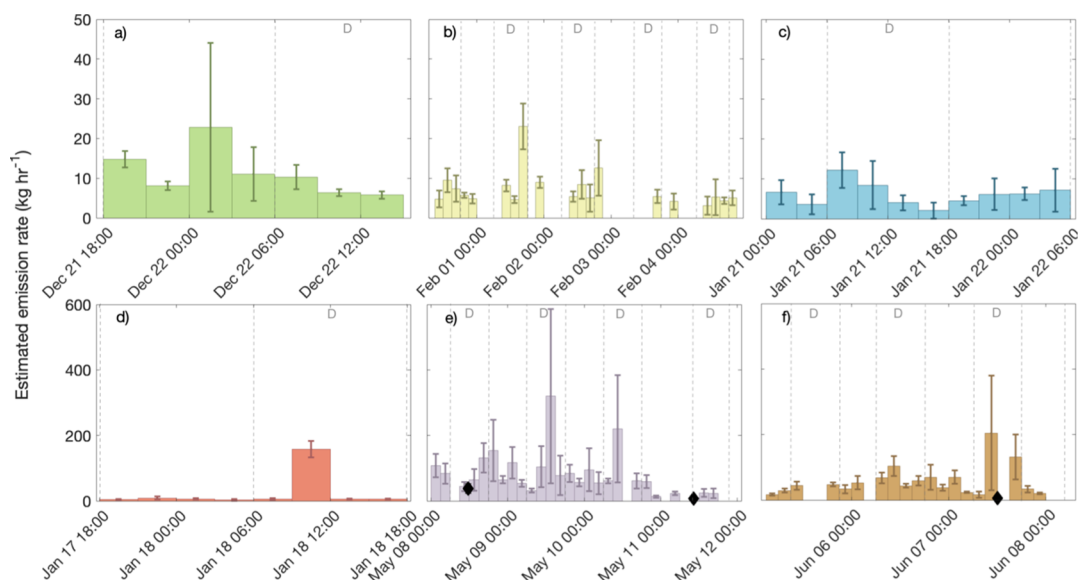 Estimated emission rate (kg hr-1)
a) D
50
40
30
20
10
0
Dec 21 18:00
Dec 22 00:00
Dec 22 06:00
Dec 22 12:00
b) D D D D
Feb 01 00:00
Feb 02 00:00
Feb 03 00:00
Feb 04 00:00
c) D
Jan 21 00:00
Jan 21 06:00
Jan 21 12:00
Jan 21 18:00
Jan 22 00:00
Jan 22 06:00
d) D
600
400
200
0
Jan 17 18:00
Jan 18 00:00
Jan 18 06:00
Jan 18 12:00
Jan 18 18:00
e) D D D D
May 08 00:00
May 09 00:00
May 10 00:00
May 11 00:00
May 12 00:00
f) D D D
Jun 06 00:00
Jun 07 00:00
Jun 08 00:00